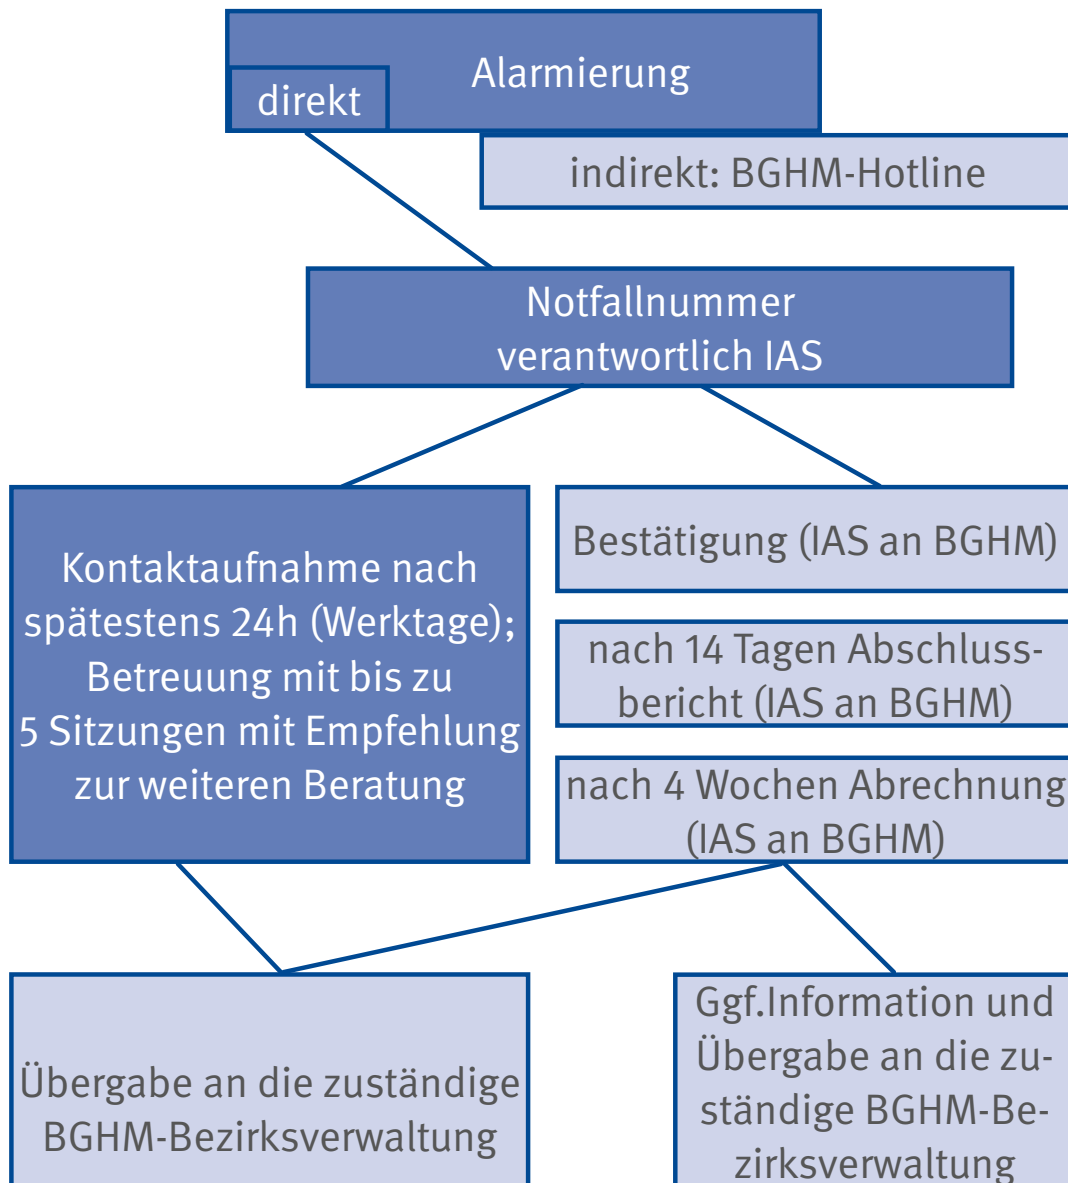 Alarmierung
direkt
indirekt: BGHM-Hotline
Notfallnummer
verantwortlich IAS
Kontaktaufnahme nach
spätestens 24h (Werktage);
Betreuung mit bis zu
5 Sitzungen mit Empfehlung
zur weiteren Beratung
Bestätigung (IAS an BGHM)
nach 14 Tagen Abschluss-
bericht (IAS an BGHM)
nach 4 Wochen Abrechnung
(IAS an BGHM)
Übergabe an die zuständige
BGHM-Bezirksverwaltung
Ggf.Information und
Übergabe an die zu-
ständige BGHM-Be-
zirksverwaltung